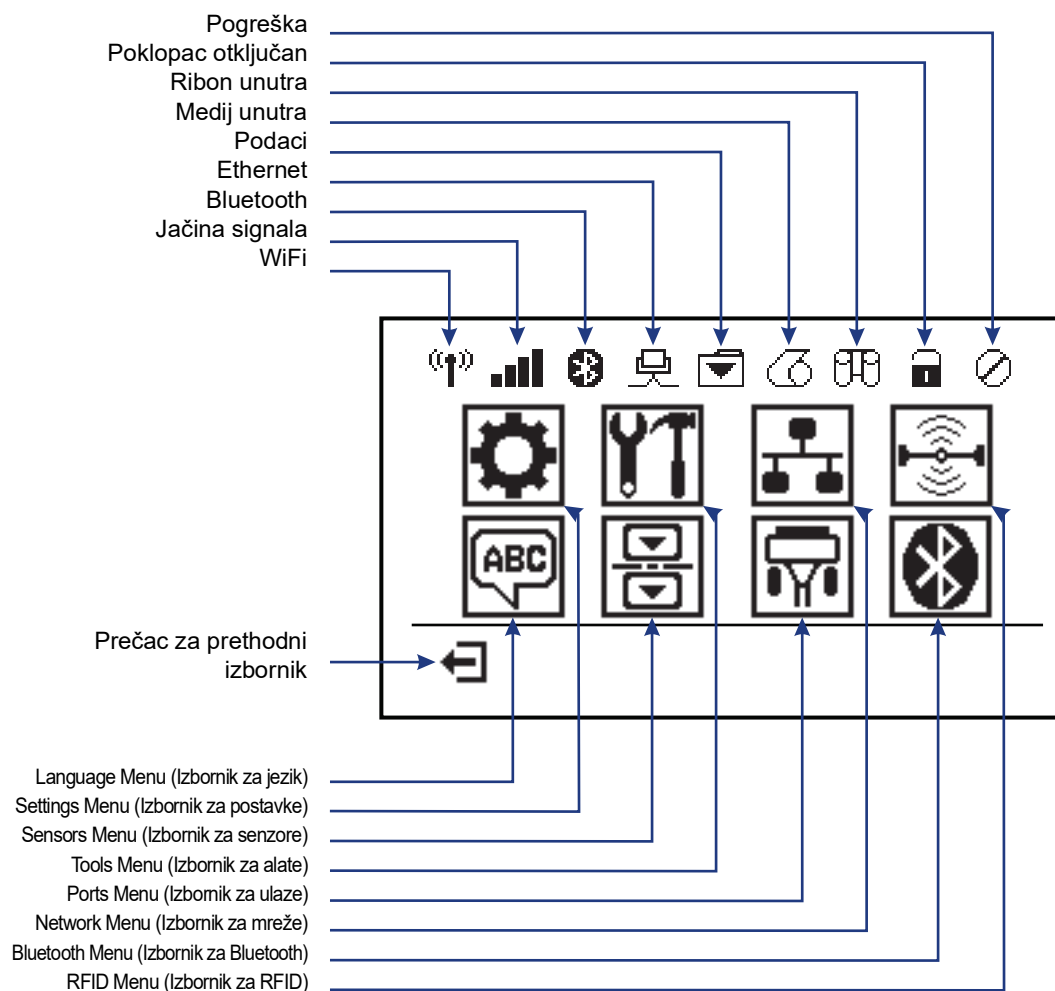 Pogreška
Poklopac otključan
Ribon unutra
Medij unutra
Podaci
Ethernet
Bluetooth
Jačina signala
WiFi
ABC
Prečac za prethodni
izbornik
Language Menu (Izbornik za jezik)
Settings Menu (Izbornik za postavke)
Sensors Menu (Izbornik za senzore)
Tools Menu (Izbornik za alate)
Ports Menu (Izbornik za ulaze)
Network Menu (Izbornik za mreže)
Bluetooth Menu (Izbornik za Bluetooth)
RFID Menu (Izbornik za RFID)